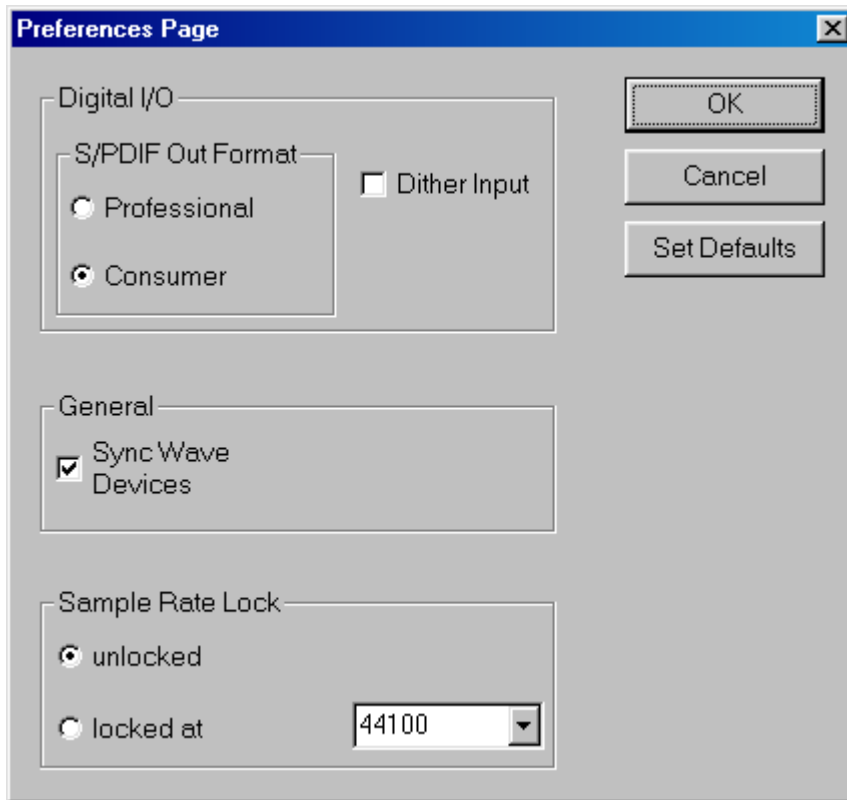 Preferences Page
Digital I/O
S/PDIF Out Format
Professional
Consumer
Dither Input
OK
Cancel
Set Defaults
General
Sync Wave
Devices
Sample Rate Lock
unlocked
locked at
44100